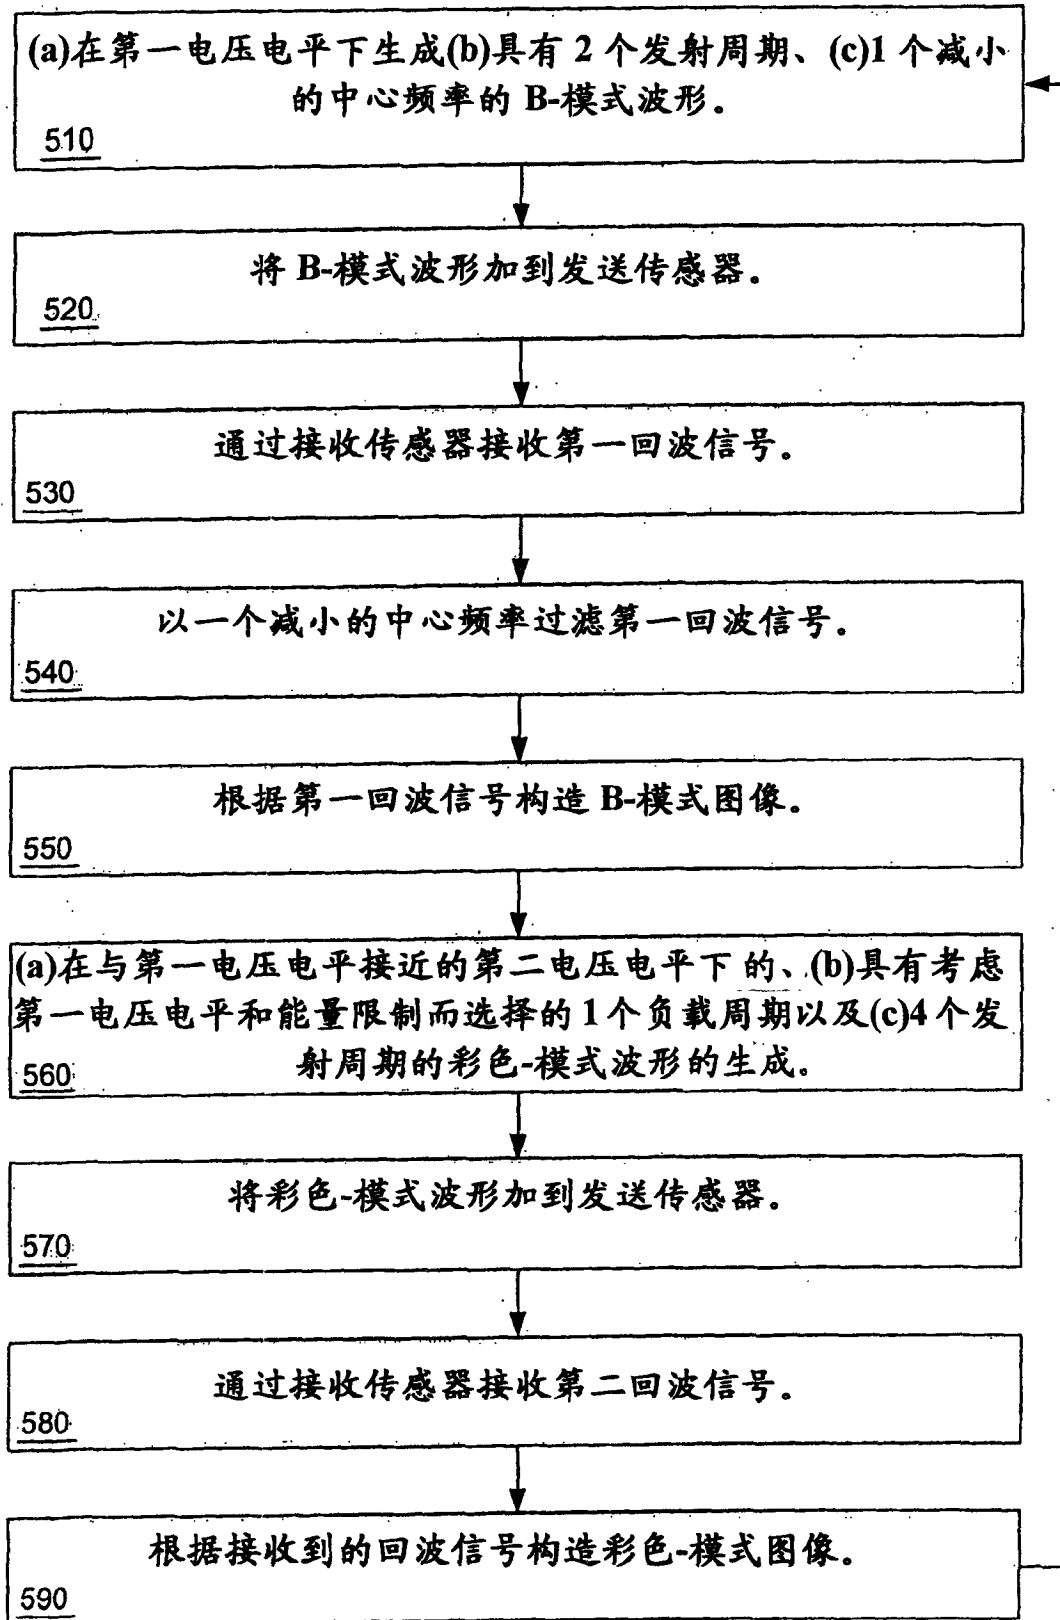 (a)在第一电压电平下生成(b)具有 2 个发射周期、(c)1 个减小
的中心频率的 B-模式波形。
510
将 B-模式波形加到发送传感器。
520
通过接收传感器接收第一回波信号。
530
以一个减小的中心频率过滤第一回波信号。
540
根据第一回波信号构造 B-模式图像。
550
(a)在与第一电压电平接近的第二电压电平下的、(b)具有考虑
第一电压电平和能量限制而选择的 1 个负载周期以及(c)4 个发
射周期的彩色-模式波形的生成。
560
将彩色-模式波形加到发送传感器。
570
通过接收传感器接收第二回波信号。
580
根据接收到的回波信号构造彩色-模式图像。
590